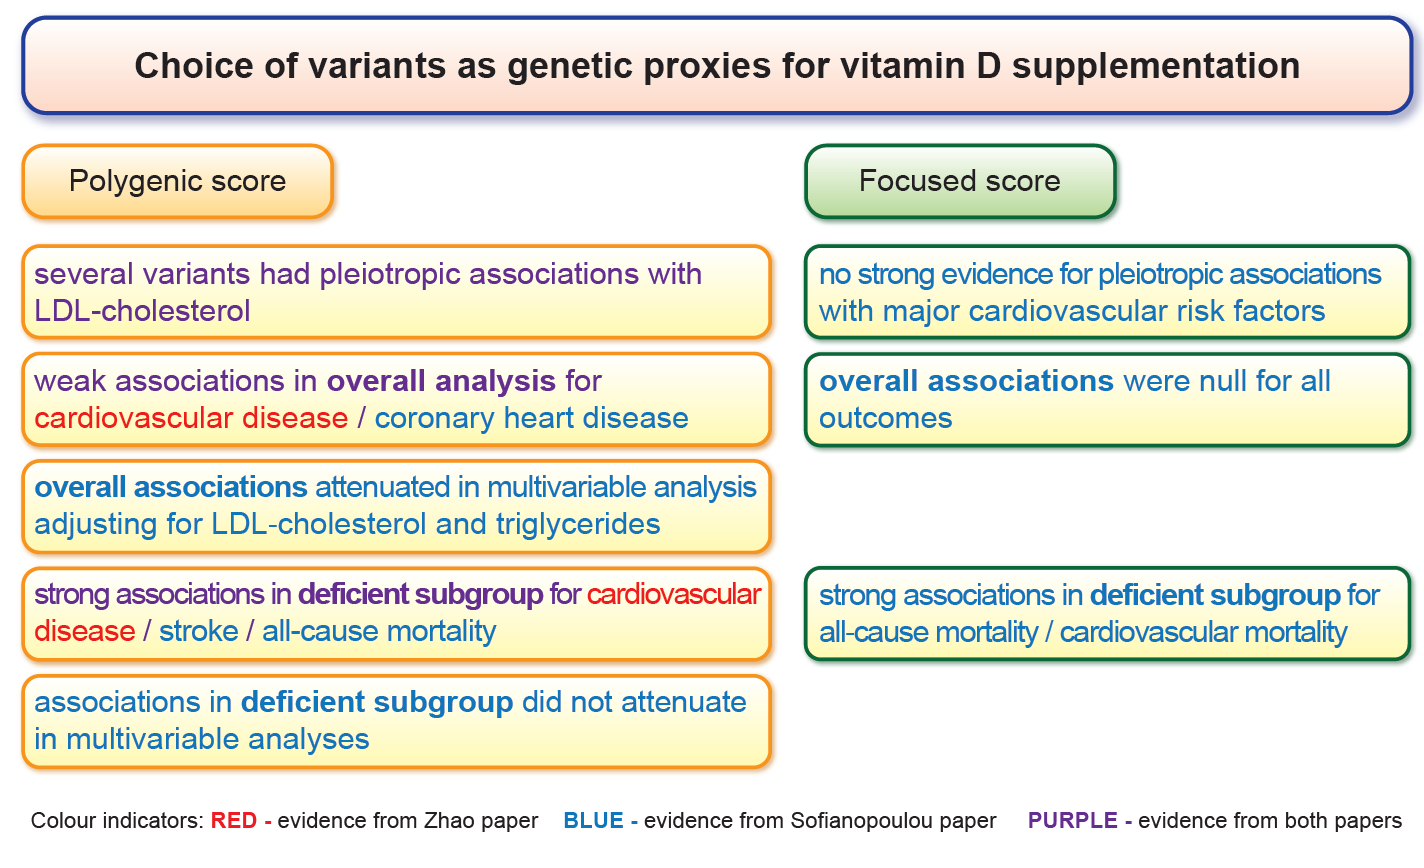 Choice of variants as genetic proxies for vitamin D supplementation
Polygenic score
several variants had pleiotropic associations with
LDL-cholesterol
weak associations in overall analysis for
cardiovascular disease / coronary heart disease
overall associations attenuated in multivariable analysis
adjusting for LDL-cholesterol and triglycerides
strong associations in deficient subgroup for cardiovascular
disease / stroke / all-cause mortality
associations in deficient subgroup did not attenuate
in multivariable analyses
Focused score
no strong evidence for pleiotropic associations
with major cardiovascular risk factors
overall associations were null for all
outcomes
strong associations in deficient subgroup for
all-cause mortality / cardiovascular mortality
Colour indicators: RED - evidence from Zhao paper BLUE - evidence from Sofianopoulou paper PURPLE - evidence from both papers